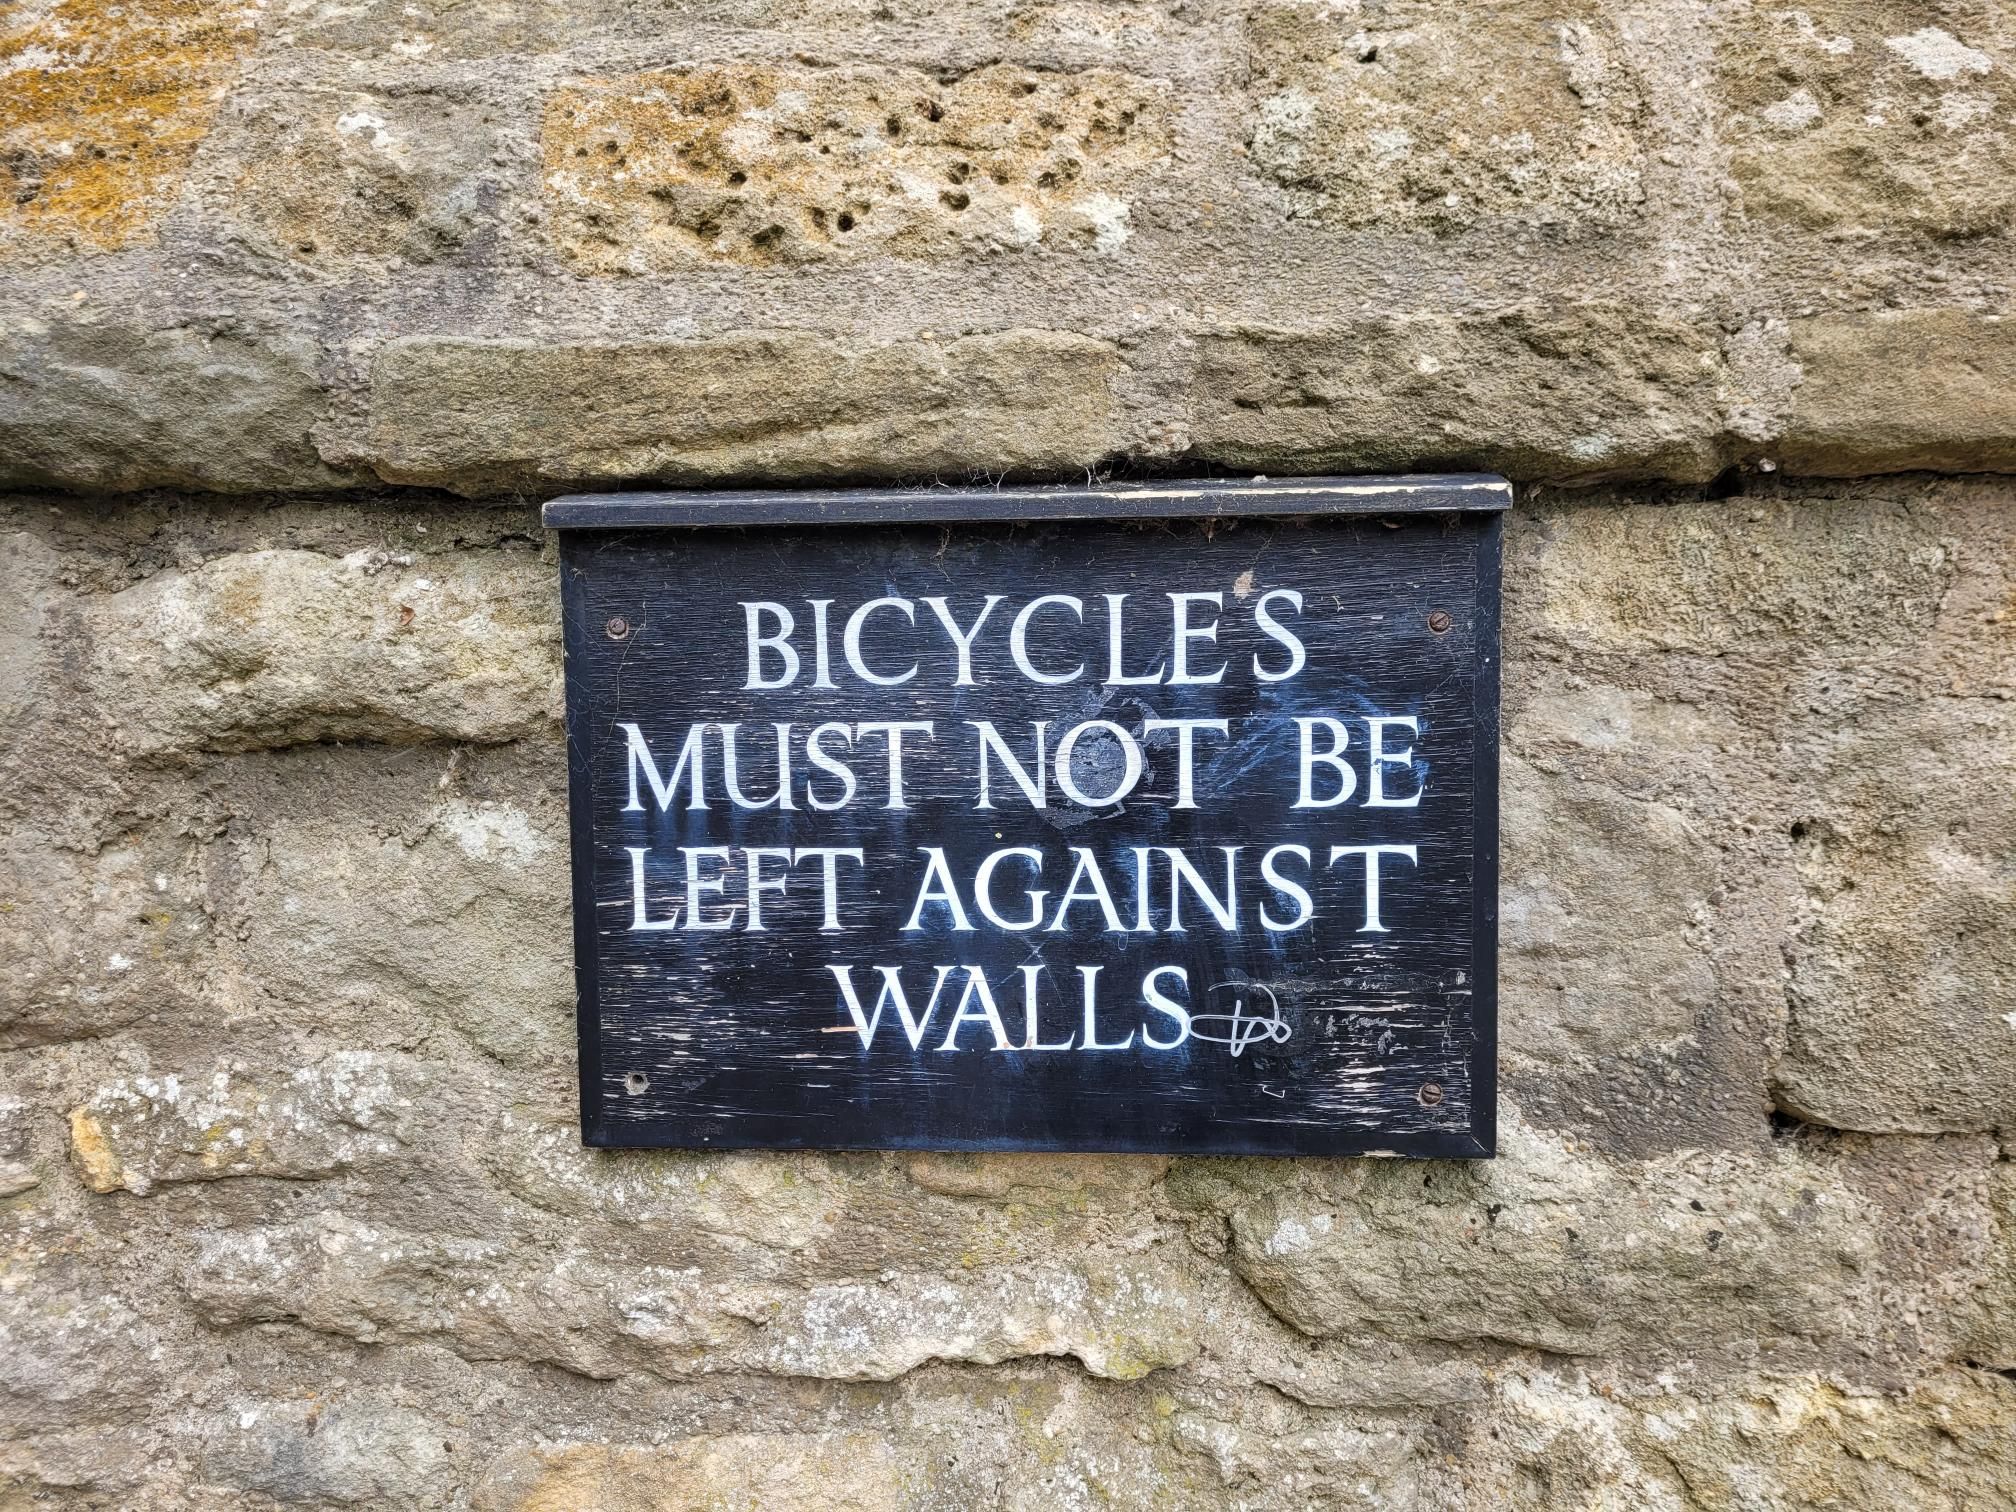 BICYCLES
MUST NOT BE
LEFT AGAINST
WALLS